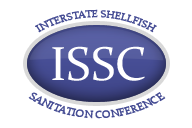 INTERSTATE SHELLFISH
ISSC
SANITATION CONFERENCE